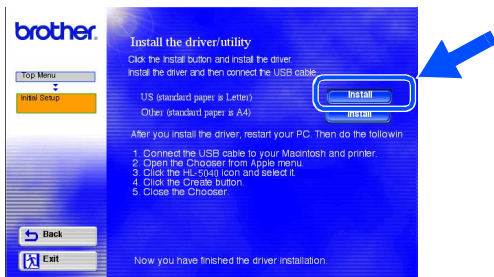 brother.
Top Menu
Initial Setup
Install the driver/utility
Click the Install button and install the driver.
Install the driver and then connect the USB cable
US (standard paper is Letter)
Install
Other (standard paper is A4)
Install
After you install the driver, restart your PC. Then do the followin
1. Connect the USB cable to your Macintosh and printer.
2. Open the Chooser from Apple menu.
3. Click the HL-5040 icon and select it.
4. Click the Create button.
5. Close the Chooser.
Back
Exit
Now you have finished the driver installation.